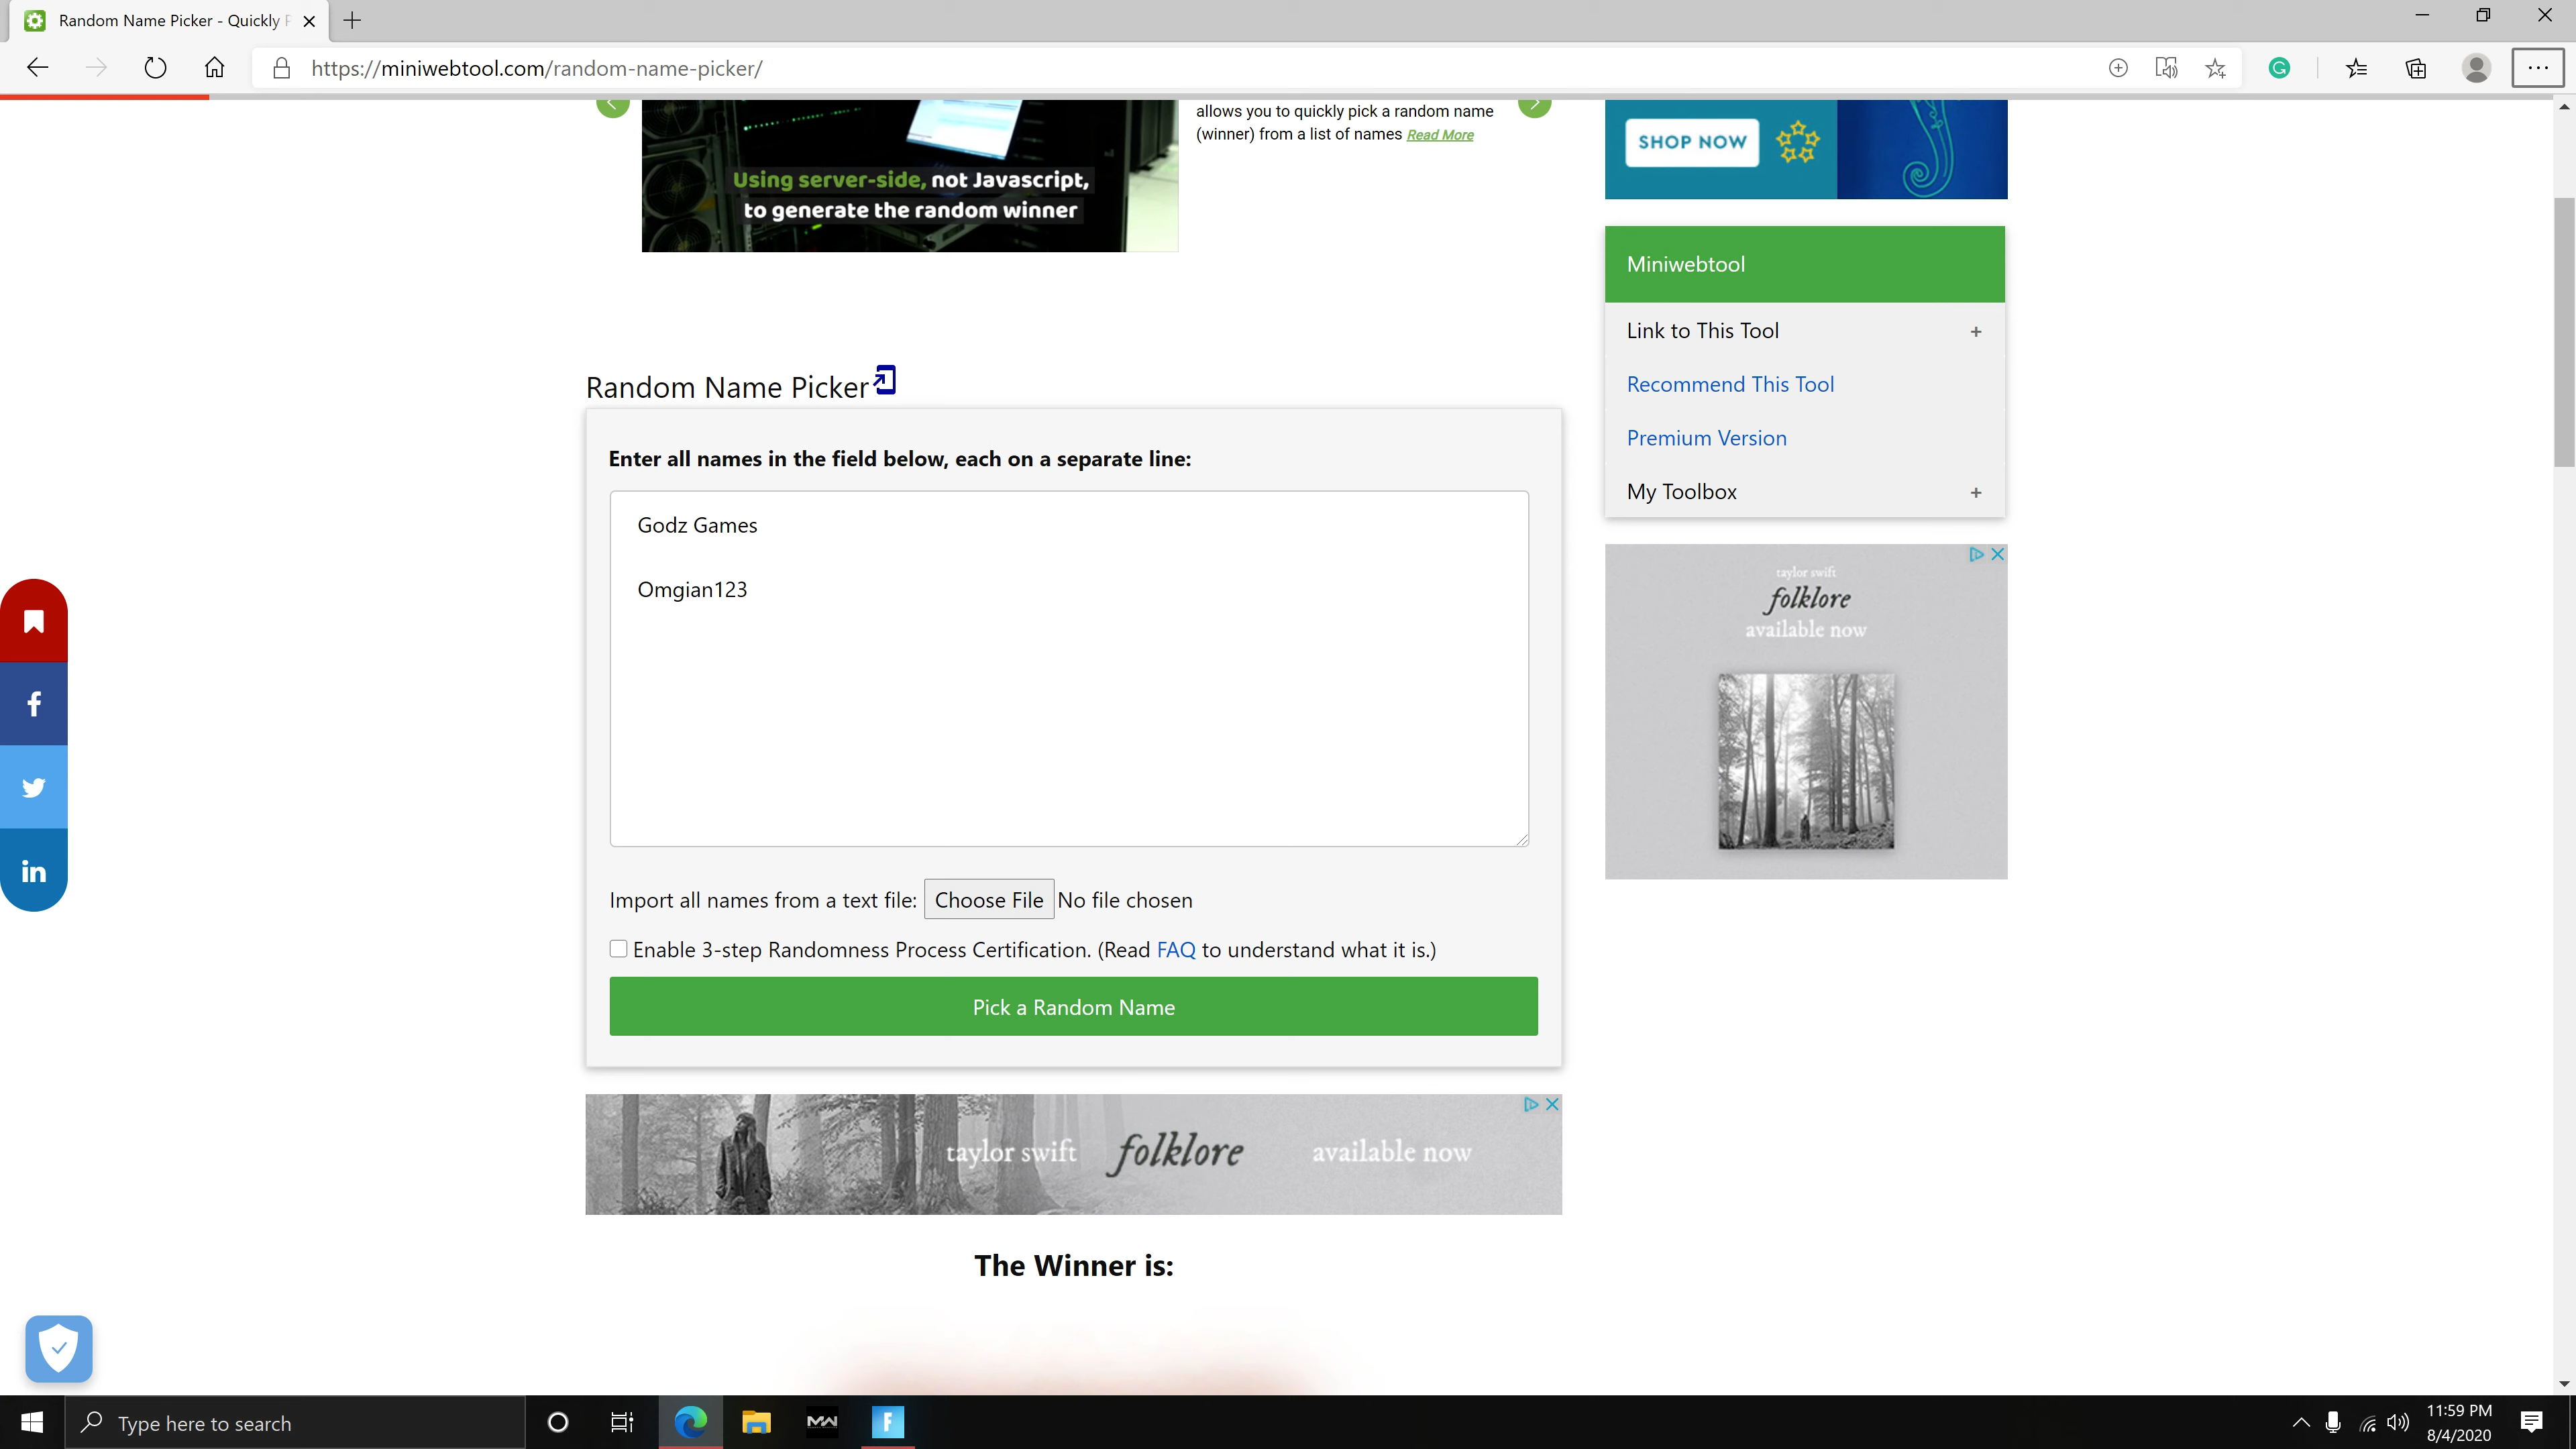 Random Name Picker - Quickly P
https://miniwebtool.com/random-name-picker/
Using server-side, not Javascript,
to generate the random winner
allows you to quickly pick a random name
(winner) from a list of names Read More
SHOP NOW
Miniwebtool
Link to This Tool +
Recommend This Tool
Premium Version
My Toolbox +
Random Name Picker
Enter all names in the field below, each on a separate line:
Godz Games
Omgian123
Import all names from a text file: Choose File No file chosen
Enable 3-step Randomness Process Certification. (Read FAQ to understand what it is.)
Pick a Random Name
taylor swift
folklore
available now
taylor swift folklore available now
The Winner is:
f
in
Type here to search
MW
F
11:59 PM
8/4/2020